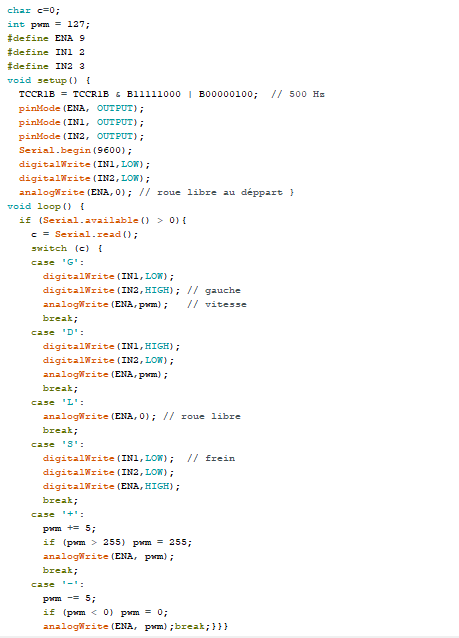 char c=0;
int pwm = 127;
#define ENA 9
#define IN1 2
#define IN2 3
void setup() {
  TCCR1B = TCCR1B & B11111000 | B00000100;  // 500 Hz
  pinMode(ENA, OUTPUT);
  pinMode(IN1, OUTPUT);
  pinMode(IN2, OUTPUT);
  Serial.begin(9600);
  digitalWrite(IN1,LOW);
  digitalWrite(IN2,LOW);
  analogWrite(ENA,0); // roue libre au déppart }
void loop() {
  if (Serial.available() > 0){
    c = Serial.read();
    switch (c) {
    case 'G':
      digitalWrite(IN1,LOW);
      digitalWrite(IN2,HIGH); // gauche
      analogWrite(ENA,pwm);   // vitesse
      break;
    case 'D':
      digitalWrite(IN1,HIGH);
      digitalWrite(IN2,LOW);
      analogWrite(ENA,pwm);
      break;
    case 'L':
      analogWrite(ENA,0); // roue libre
      break;
    case 'S':
      digitalWrite(IN1,LOW);  // frein
      digitalWrite(IN2,LOW);
      digitalWrite(ENA,HIGH);
      break;
    case '+':
      pwm += 5;
      if (pwm > 255) pwm = 255;
      analogWrite(ENA, pwm);
      break;
    case '-':
      pwm -= 5;
      if (pwm < 0) pwm = 0;
      analogWrite(ENA, pwm);break;}}}